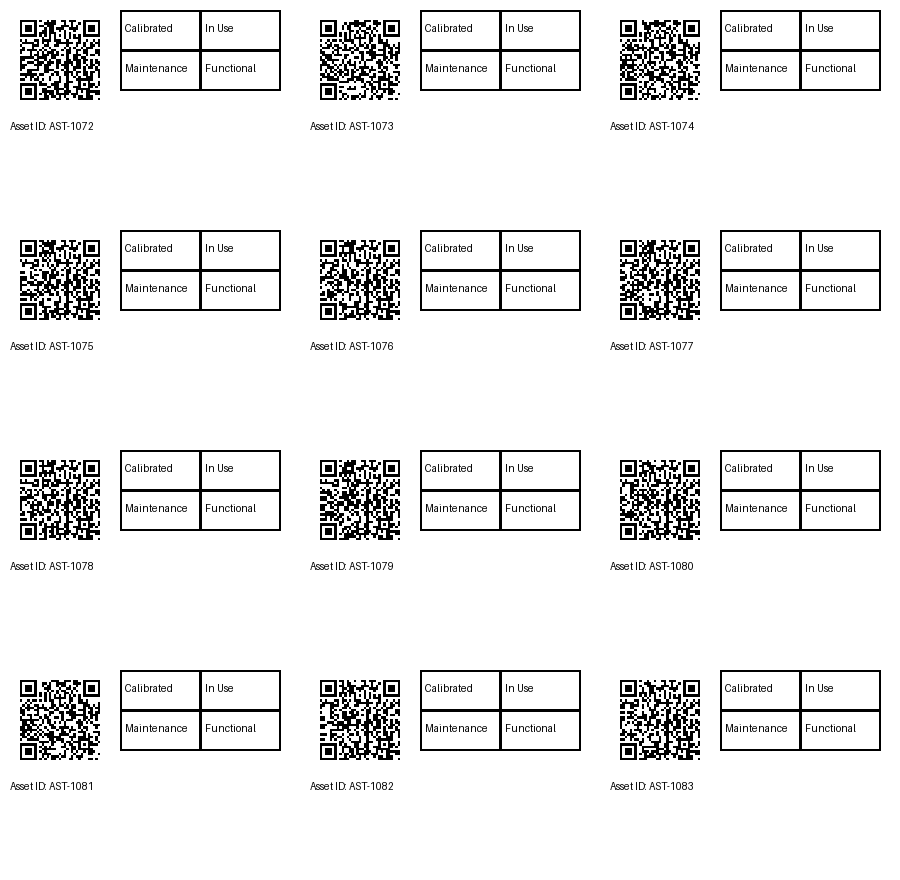 Calibrated In Use Calibrated In Use Calibrated In Use
Maintenance Functional Maintenance Functional Maintenance Functional
Asset ID: AST-1072 Asset ID: AST-1073 Asset ID: AST-1074
Calibrated In Use Calibrated In Use Calibrated In Use
Maintenance Functional Maintenance Functional Maintenance Functional
Asset ID: AST-1075 Asset ID: AST-1076 Asset ID: AST-1077
Calibrated In Use Calibrated In Use Calibrated In Use
Maintenance Functional Maintenance Functional Maintenance Functional
Asset ID: AST-1078 Asset ID: AST-1079 Asset ID: AST-1080
Calibrated In Use Calibrated In Use Calibrated In Use
Maintenance Functional Maintenance Functional Maintenance Functional
Asset ID: AST-1081 Asset ID: AST-1082 Asset ID: AST-1083